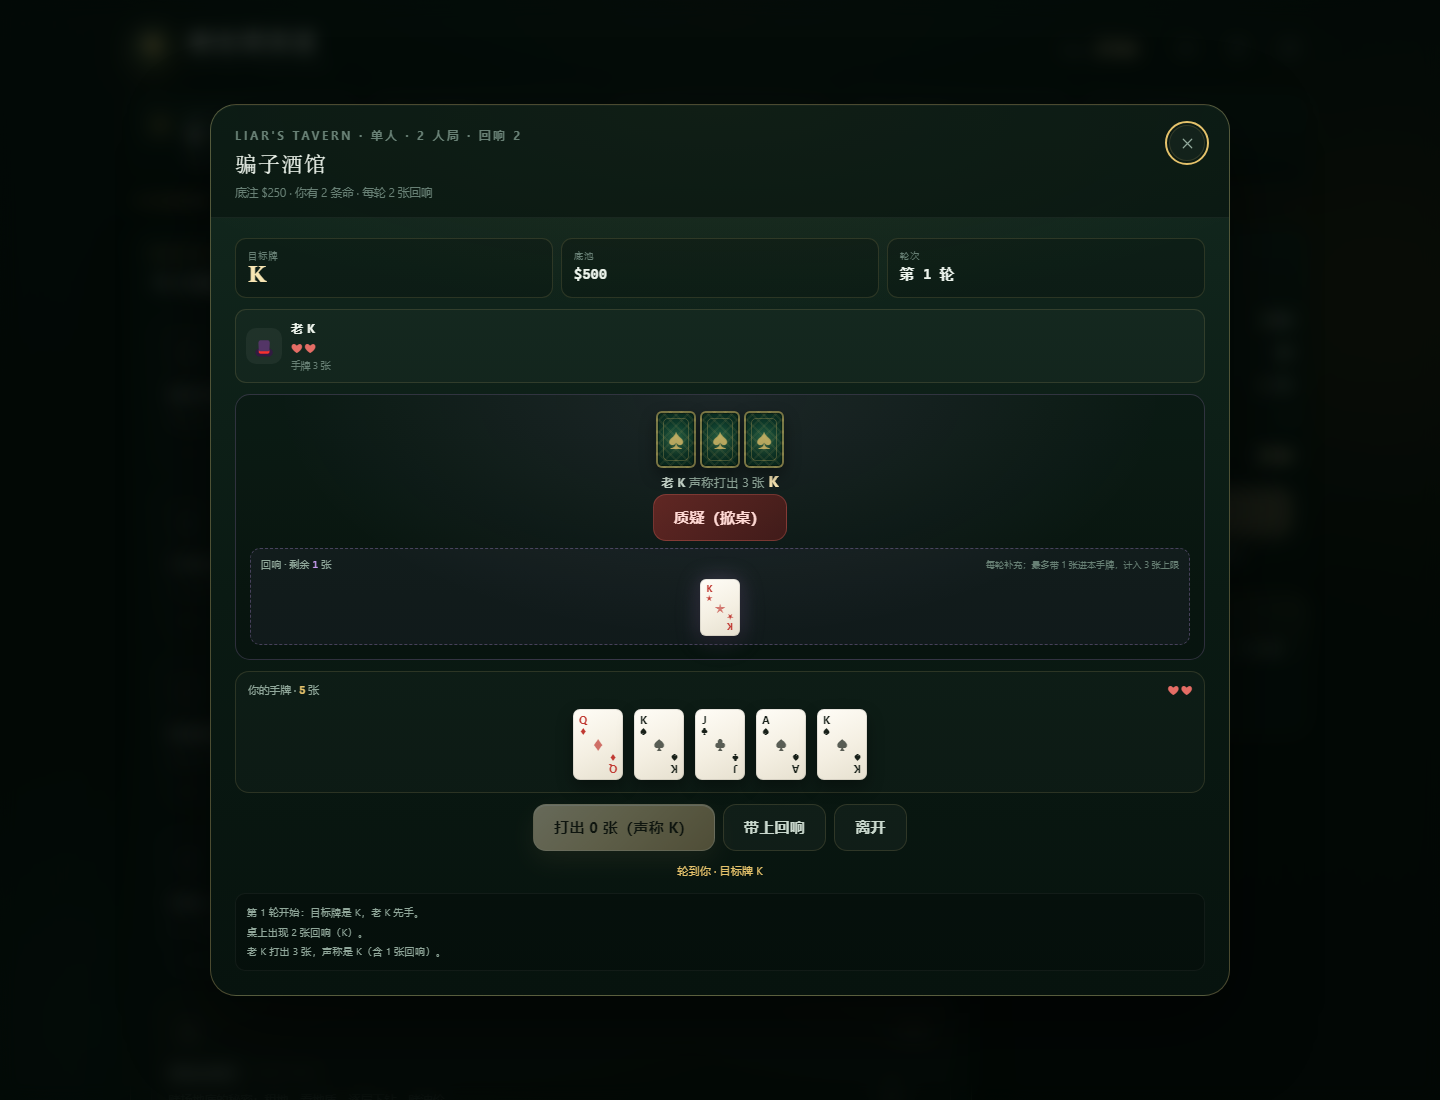 LIAR'S TAVERN · 单人 · 2 人局 · 回响 2
骗子酒馆
底注 $250 · 你有 2 条命 · 每轮 2 张回响
目标牌
K
底池
$500
轮次
第 1 轮
老 K
手牌 3 张
老 K 声称打出 3 张 K
质疑（掀桌）
回响 · 剩余 1 张
每轮补充：最多带 1 张进本手牌，计入 3 张上限
K
K
你的手牌 · 5 张
Q K J A K
Q K J A K
打出 0 张（声称 K）
带上回响
离开
轮到你 · 目标牌 K
第 1 轮开始：目标牌是 K，老 K 先手。
桌上出现 2 张回响（K）。
老 K 打出 3 张，声称是 K（含 1 张回响）。